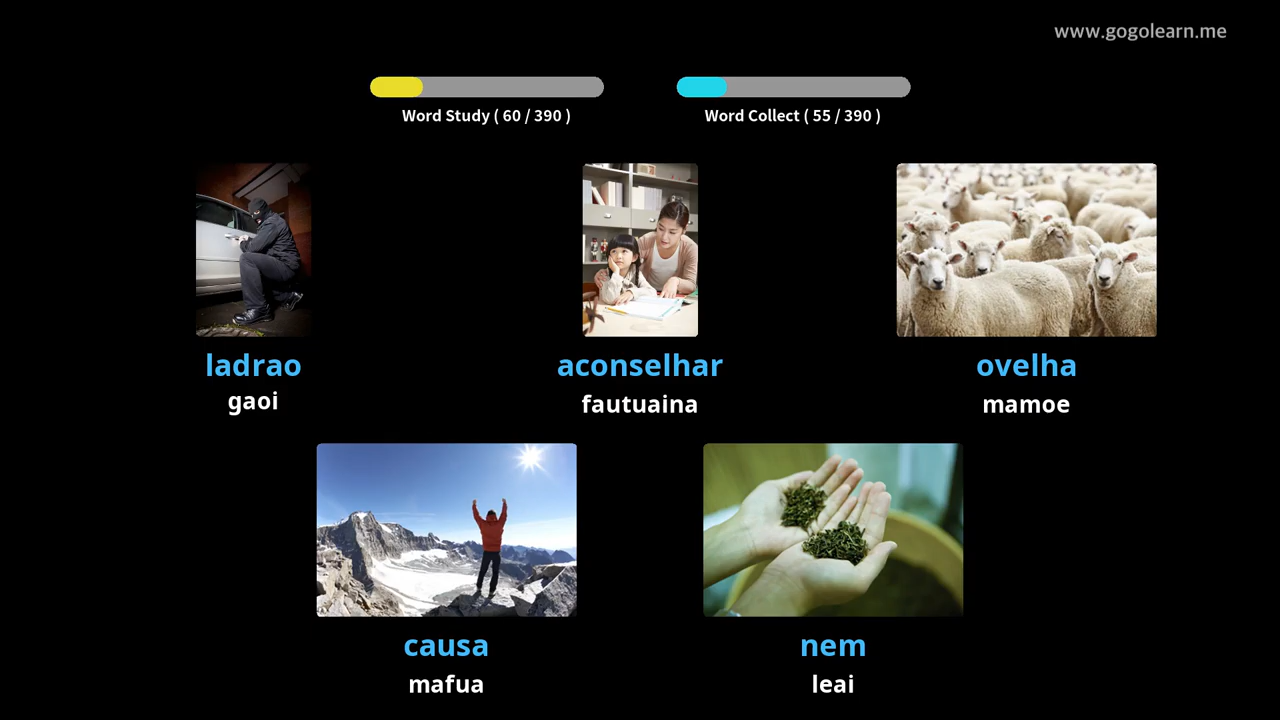 www.gogolearn.me
Word Study ( 60 / 390 )
Word Collect ( 55 / 390 )
ladrao
gaoi
aconselhar
fautuaina
ovelha
mamoe
causa
mafua
nem
leai